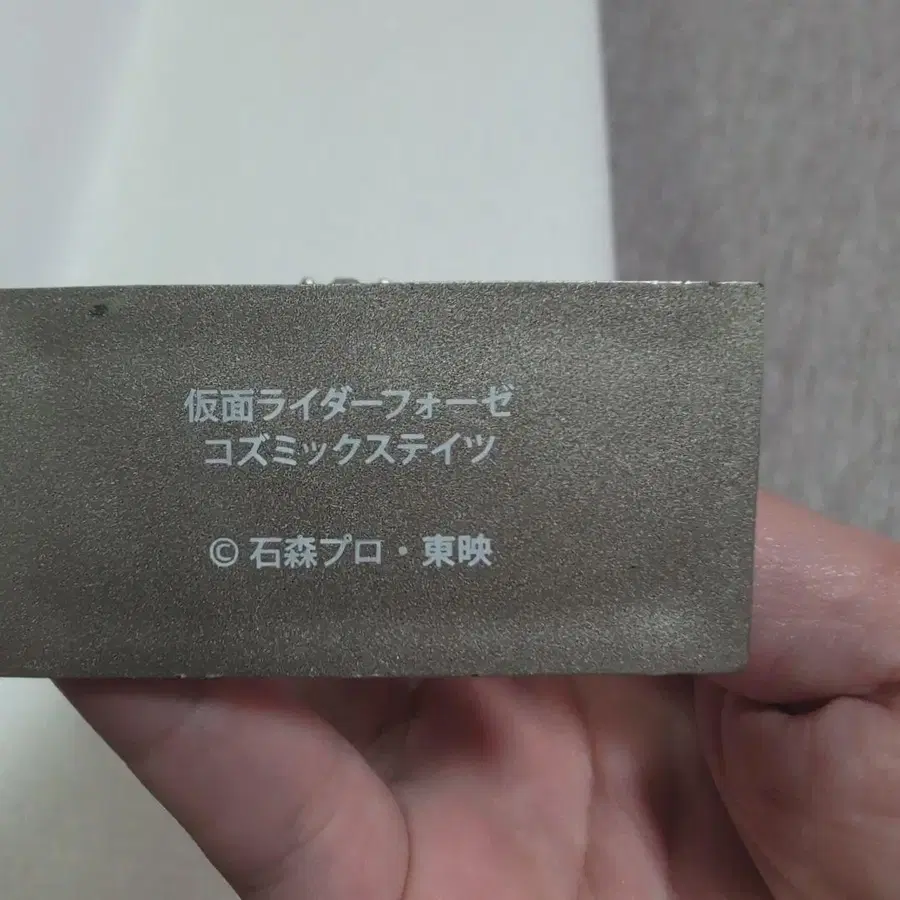 仮面ライダーフォーゼ
コズミックステイツ
© 石森プロ・東映